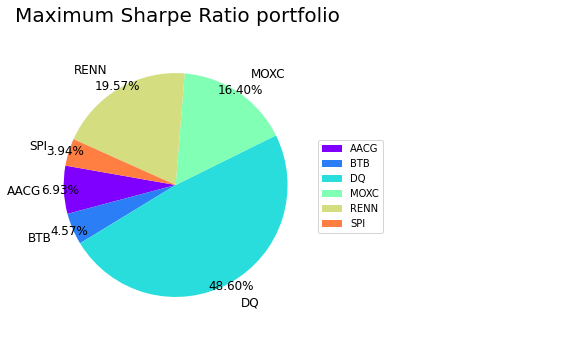 Maximum Sharpe Ratio portfolio
RENN
19.57%
MOXC
16.40%
SPI
3.94%
AACG
6.93%
BTB
4.57%
48.60%
DQ
AACG
BTB
DQ
MOXC
RENN
SPI